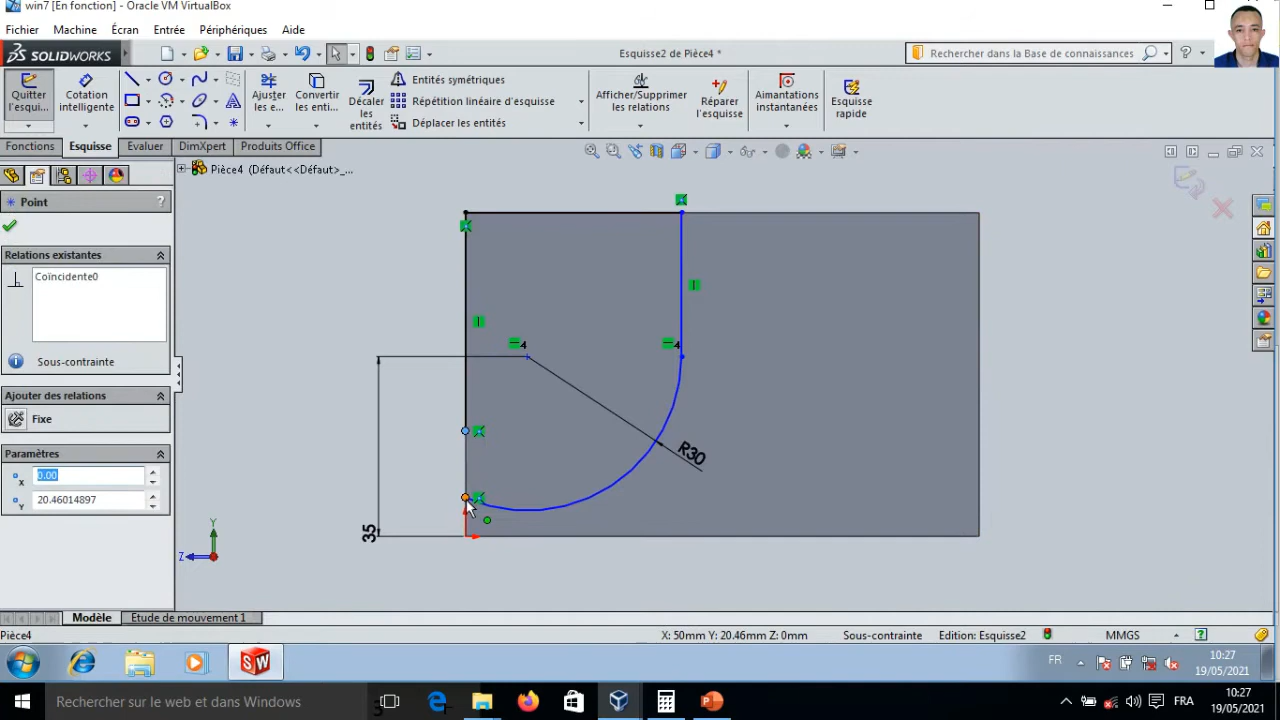 win7 [En fonction] - Oracle VM VirtualBox
Fichier Machine Écran Entrée Périphériques Aide
SOLIDWORKS
Esquisse2 de Pièce4 *
Rechercher dans la Base de connaissances
?
Quitter l'esqui...
Cotation intelligente
Ajuster les e...
Convertir les enti...
Décaler les entités
Entités symétriques
Répétition linéaire d'esquisse
Déplacer les entités
Afficher/Supprimer les relations
Réparer l'esquisse
Aimantations instantanées
Esquisse rapide
Fonctions Esquisse Evaluer DimXpert Produits Office
Pièce4 (Défaut<<Défaut>_...
Point ?
Relations existantes
Coïncidente0
Sous-contrainte
Ajouter des relations
Fixe
Paramètres
x 0.00
y 20.46014897
4
4
R30
35
Y
Z
Modèle Etude de mouvement 1
Pièce4 X: 50mm Y: 20.46mm Z: 0mm Sous-contrainte Edition: Esquisse2 MMGS ?
FR 10:27
19/05/2021
Rechercher sur le web et dans Windows
FRA 10:27
19/05/2021